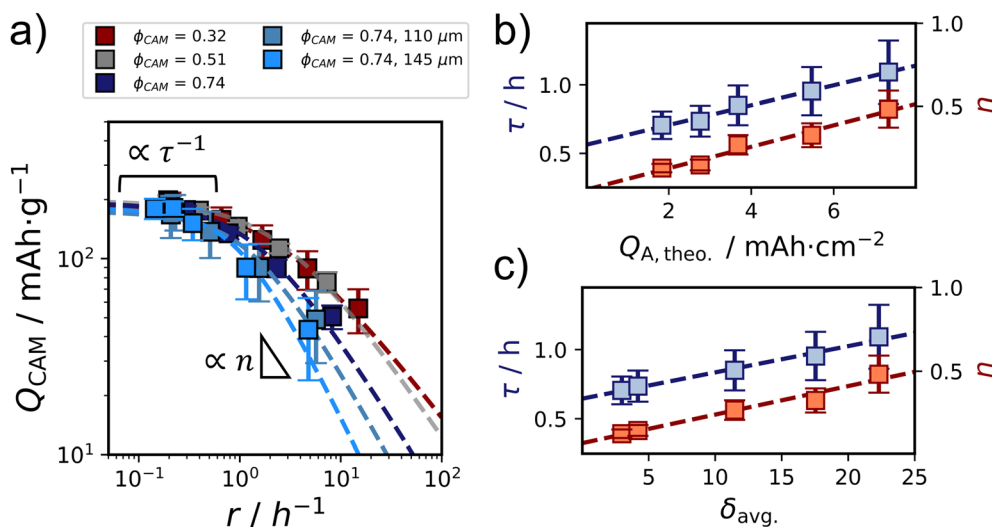 a)
ϕCAM = 0.32
ϕCAM = 0.51
ϕCAM = 0.74
ϕCAM = 0.74, 110 μm
ϕCAM = 0.74, 145 μm
∝ τ⁻¹
∝ n
10²
10¹
QCAM / mAh·g⁻¹
10⁻¹ 10⁰ 10¹ 10²
r / h⁻¹
b)
τ / h
1.0
0.5
1.0
0.5
n
2 4 6
QA, theo. / mAh·cm⁻²
c)
τ / h
1.0
0.5
1.0
0.5
0.0
n
5 10 15 20 25
δavg.